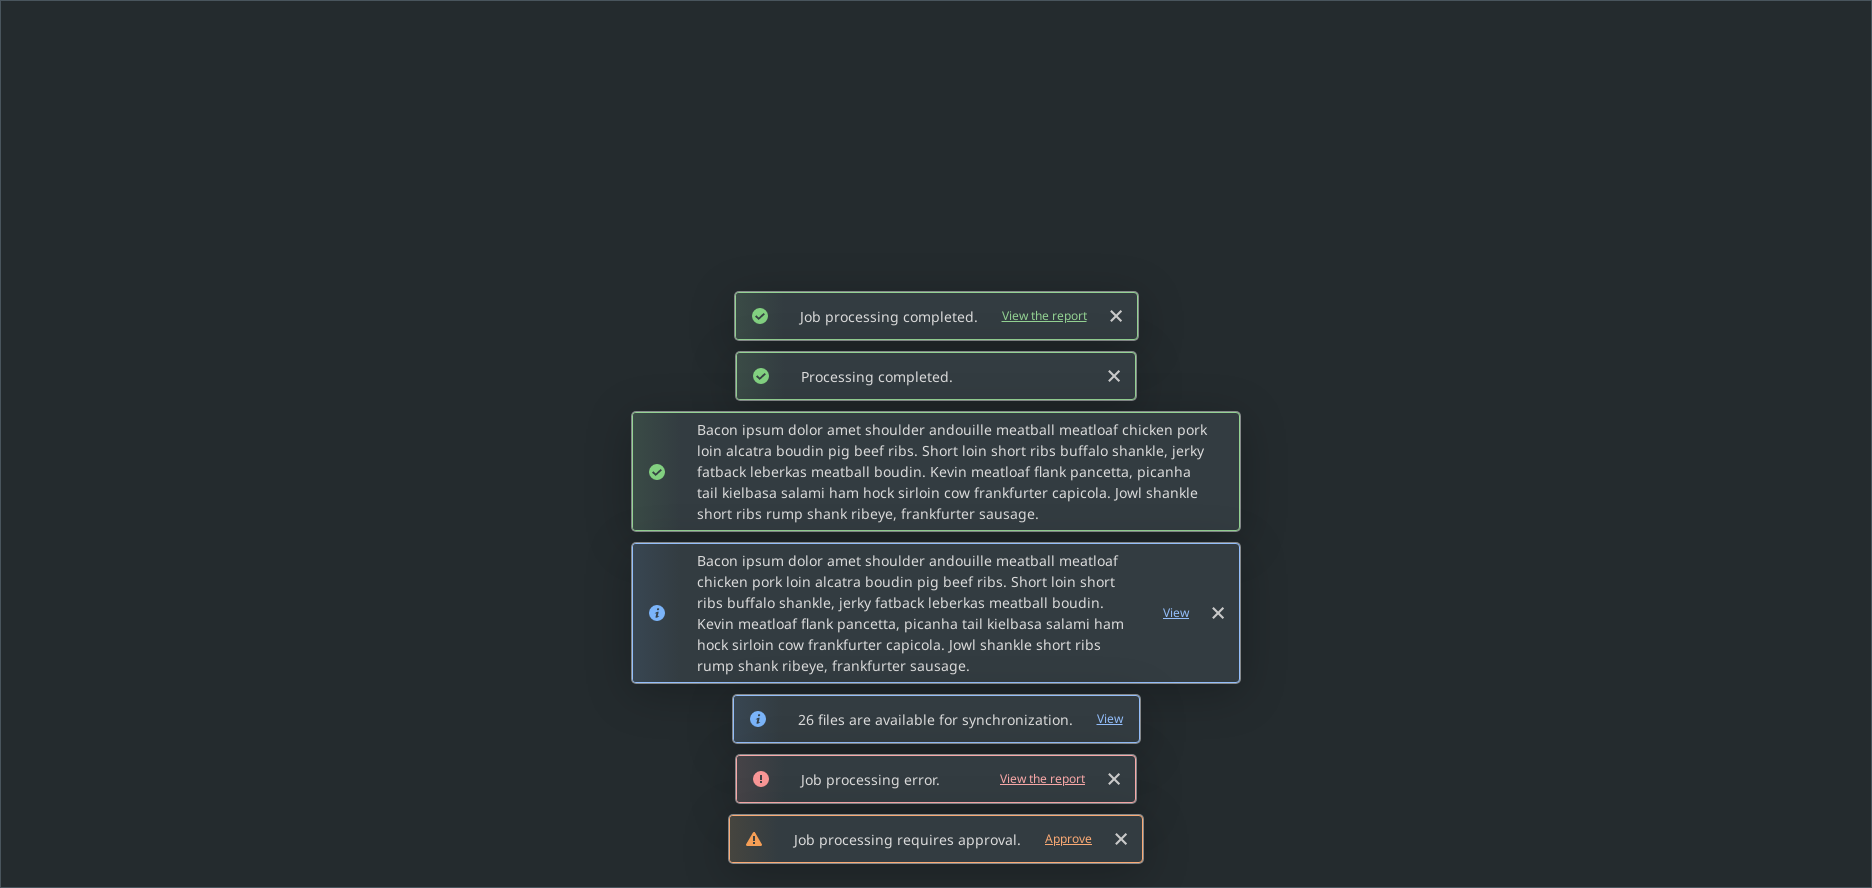 Job processing completed. View the report
Processing completed.
Bacon ipsum dolor amet shoulder andouille meatball meatloaf chicken pork
loin alcatra boudin pig beef ribs. Short loin short ribs buffalo shankle, jerky
fatback leberkas meatball boudin. Kevin meatloaf flank pancetta, picanha
tail kielbasa salami ham hock sirloin cow frankfurter capicola. Jowl shankle
short ribs rump shank ribeye, frankfurter sausage.
Bacon ipsum dolor amet shoulder andouille meatball meatloaf
chicken pork loin alcatra boudin pig beef ribs. Short loin short
ribs buffalo shankle, jerky fatback leberkas meatball boudin.
Kevin meatloaf flank pancetta, picanha tail kielbasa salami ham
hock sirloin cow frankfurter capicola. Jowl shankle short ribs
rump shank ribeye, frankfurter sausage.
View
26 files are available for synchronization. View
Job processing error. View the report
Job processing requires approval. Approve